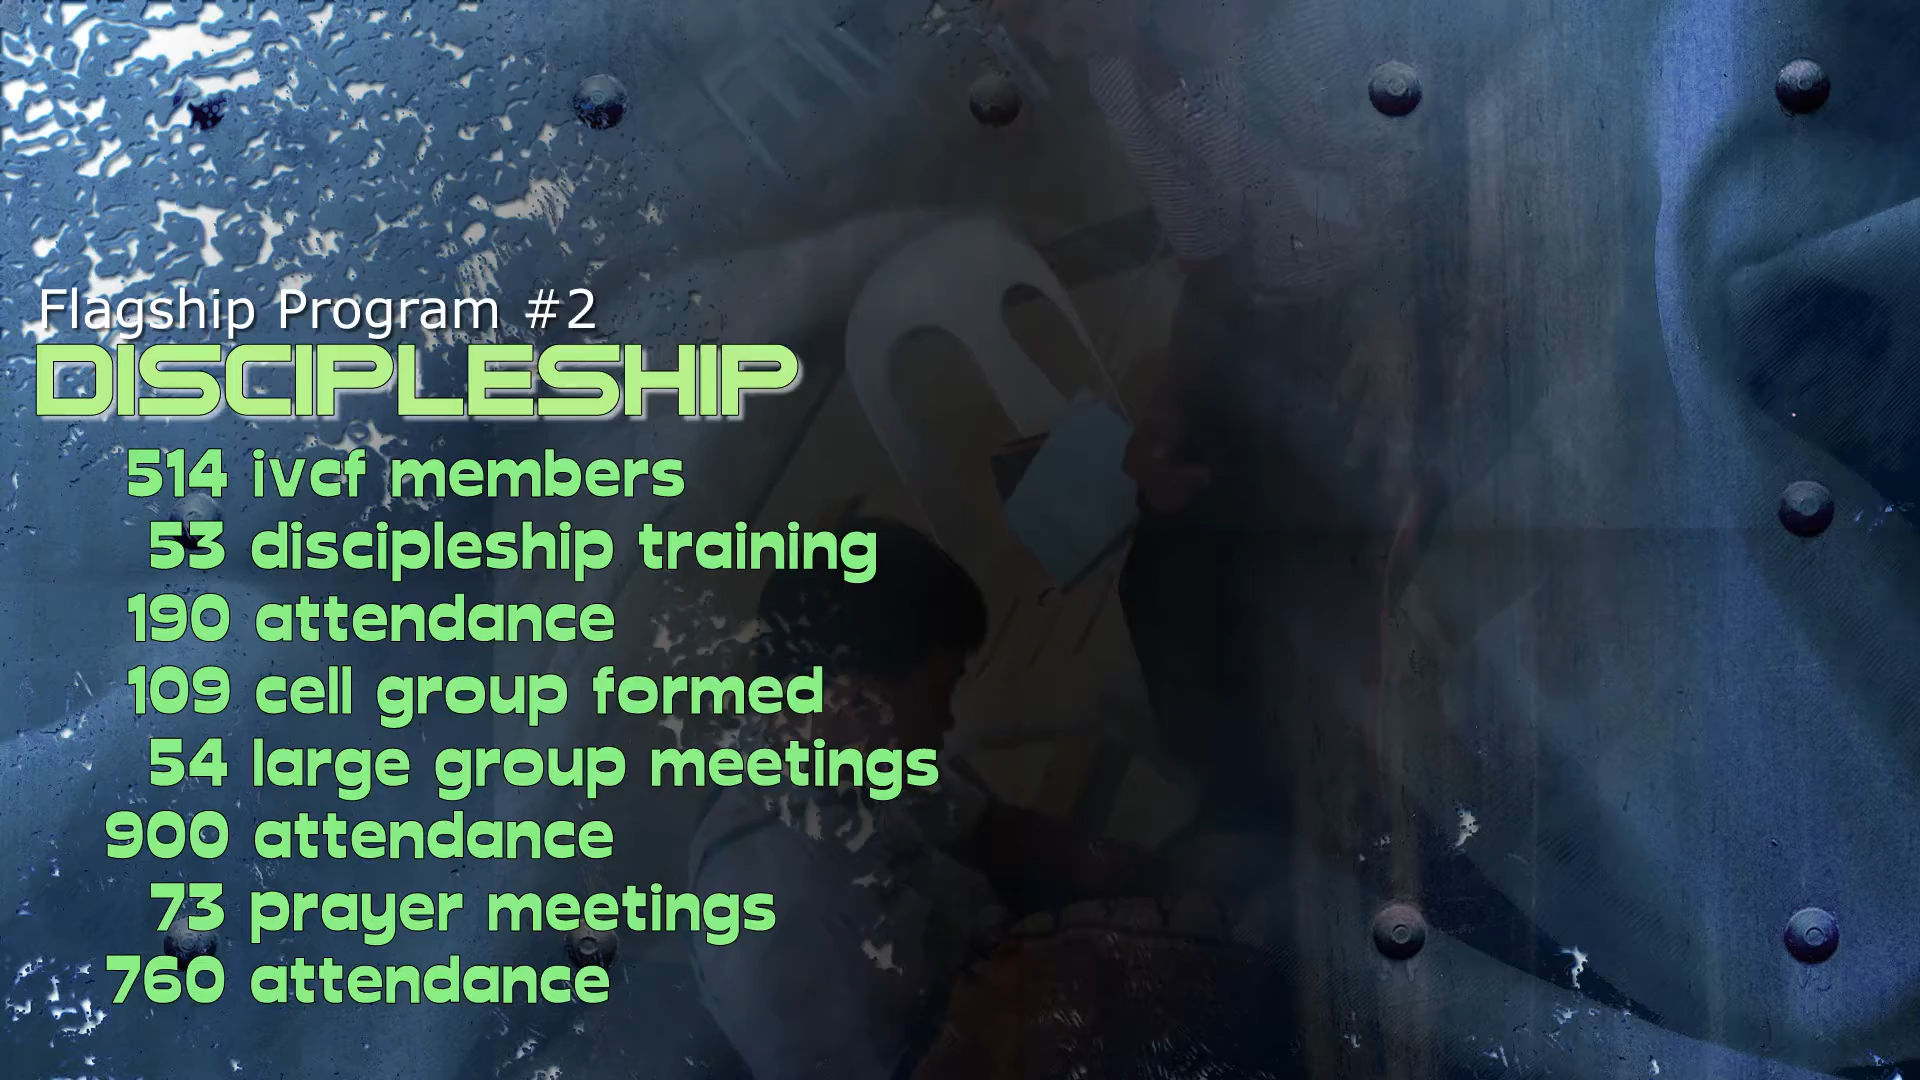 Flagship Program #2
DISCIPLESHIP
514 ivcf members
53 discipleship training
190 attendance
109 cell group formed
54 large group meetings
900 attendance
73 prayer meetings
760 attendance